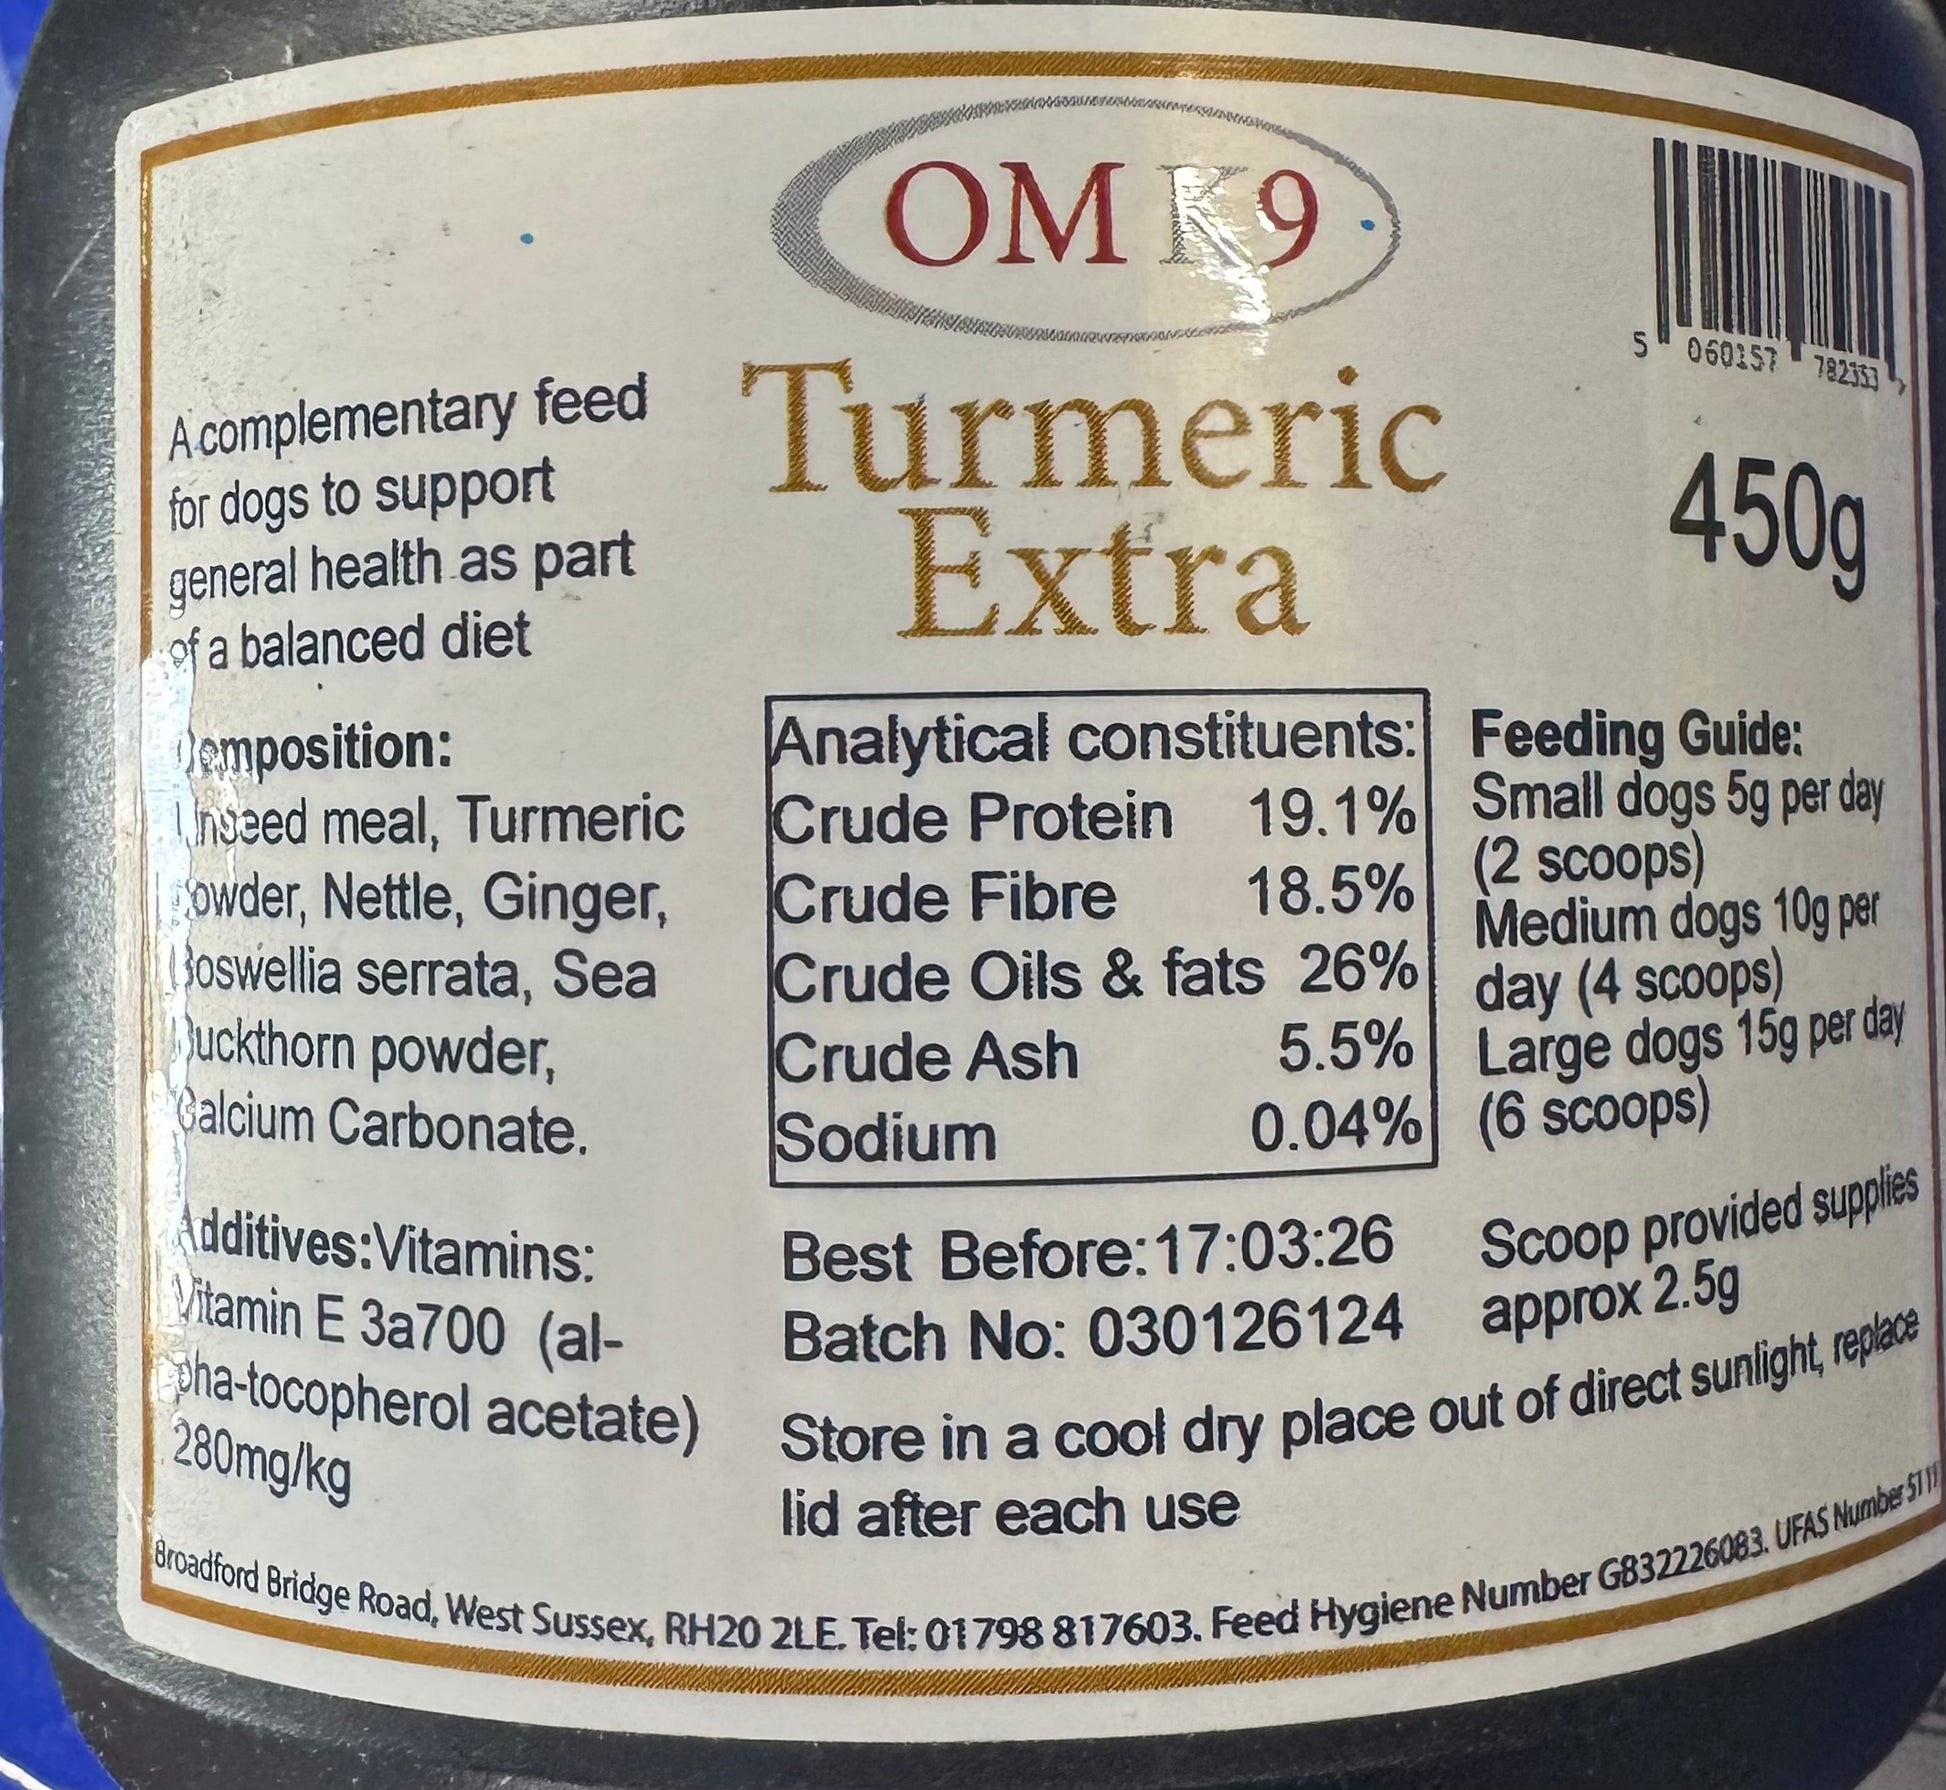 OM K9
5 060157 782353 >
Turmeric
Extra
450g
A complementary feed
for dogs to support
general health as part
of a balanced diet
Composition:
Linseed meal, Turmeric
Powder, Nettle, Ginger,
Boswellia serrata, Sea
Buckthorn powder,
Calcium Carbonate.
Additives:Vitamins:
Vitamin E 3a700 (al-
pha-tocopherol acetate)
280mg/kg
Analytical constituents:
Crude Protein 19.1%
Crude Fibre 18.5%
Crude Oils & fats 26%
Crude Ash 5.5%
Sodium 0.04%
Feeding Guide:
Small dogs 5g per day
(2 scoops)
Medium dogs 10g per
day (4 scoops)
Large dogs 15g per day
(6 scoops)
Scoop provided supplies
approx 2.5g
Best Before:17:03:26
Batch No: 030126124
Store in a cool dry place out of direct sunlight, replace
lid after each use
Broadford Bridge Road, West Sussex, RH20 2LE. Tel: 01798 817603. Feed Hygiene Number GB32226083. UFAS Number